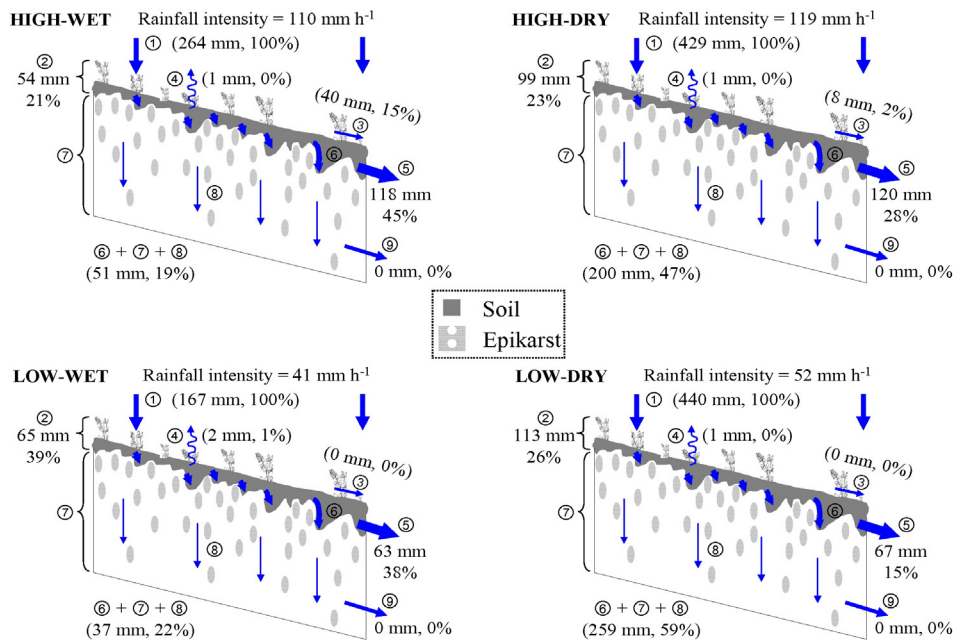 HIGH-WET Rainfall intensity = 110 mm h⁻¹
① (264 mm, 100%)
②
54 mm
21%
④ (1 mm, 0%)
(40 mm, 15%)
③
⑦
⑥
⑤
118 mm
45%
⑧
⑨
0 mm, 0%
⑥ + ⑦ + ⑧
(51 mm, 19%)
HIGH-DRY Rainfall intensity = 119 mm h⁻¹
① (429 mm, 100%)
②
99 mm
23%
④ (1 mm, 0%)
(8 mm, 2%)
③
⑦
⑥
⑤
120 mm
28%
⑧
⑨
0 mm, 0%
⑥ + ⑦ + ⑧
(200 mm, 47%)
Soil
Epikarst
LOW-WET Rainfall intensity = 41 mm h⁻¹
① (167 mm, 100%)
②
65 mm
39%
④ (2 mm, 1%)
(0 mm, 0%)
③
⑦
⑥
⑤
63 mm
38%
⑧
⑨
0 mm, 0%
⑥ + ⑦ + ⑧
(37 mm, 22%)
LOW-DRY Rainfall intensity = 52 mm h⁻¹
① (440 mm, 100%)
②
113 mm
26%
④ (1 mm, 0%)
(0 mm, 0%)
③
⑦
⑥
⑤
67 mm
15%
⑧
⑨
0 mm, 0%
⑥ + ⑦ + ⑧
(259 mm, 59%)